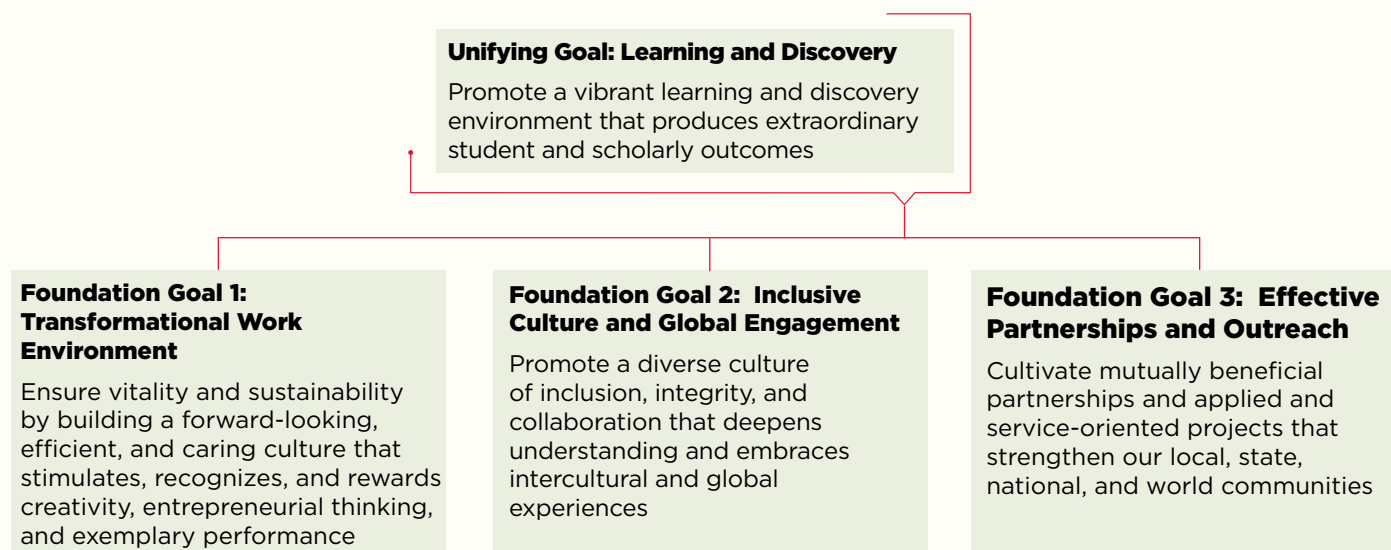 Unifying Goal: Learning and Discovery
Promote a vibrant learning and discovery
environment that produces extraordinary
student and scholarly outcomes
Foundation Goal 1:
Transformational Work
Environment
Ensure vitality and sustainability
by building a forward-looking,
efficient, and caring culture that
stimulates, recognizes, and rewards
creativity, entrepreneurial thinking,
and exemplary performance
Foundation Goal 2:  Inclusive
Culture and Global Engagement
Promote a diverse culture
of inclusion, integrity, and
collaboration that deepens
understanding and embraces
intercultural and global
experiences
Foundation Goal 3:  Effective
Partnerships and Outreach
Cultivate mutually beneficial
partnerships and applied and
service-oriented projects that
strengthen our local, state,
national, and world communities